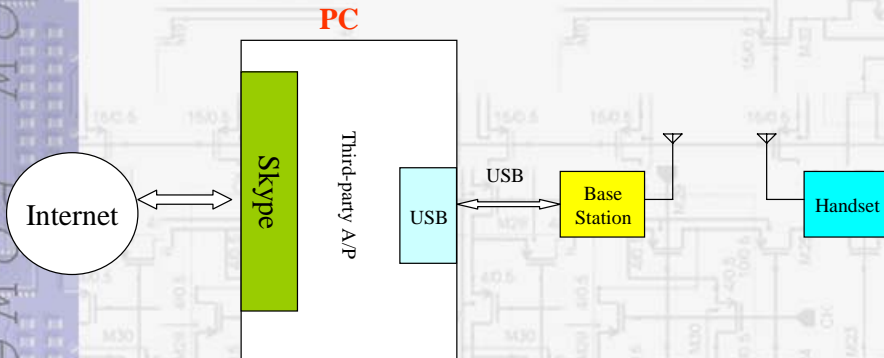 PC
Internet
Skype
Third-party A/P
USB
USB
Base
Station
Handset